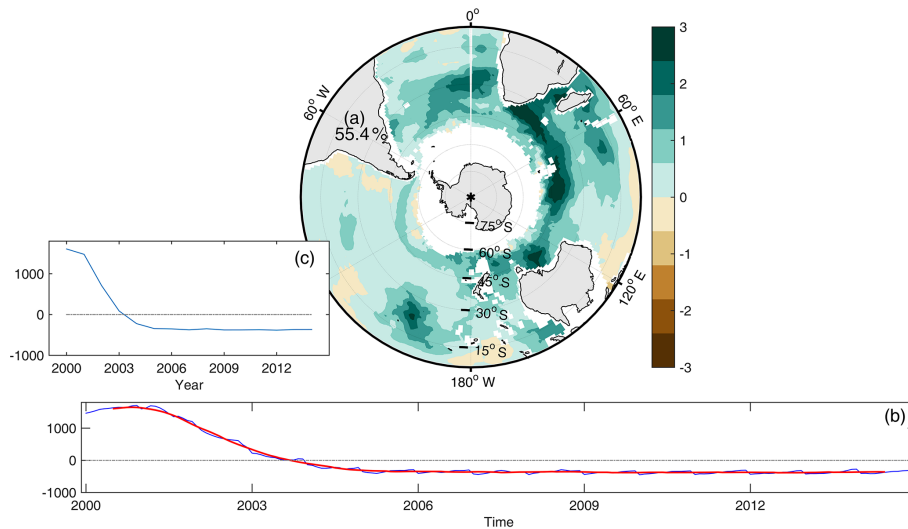 0°
60° W
(a)
55.4%
60° E
75° S
60° S
45° S
30° S
15° S
120° E
180° W
3
2
1
0
-1
-2
-3
(c)
1000
0
-1000
2000 2003 2006 2009 2012
Year
(b)
1000
0
-1000
2000 2003 2006 2009 2012
Time